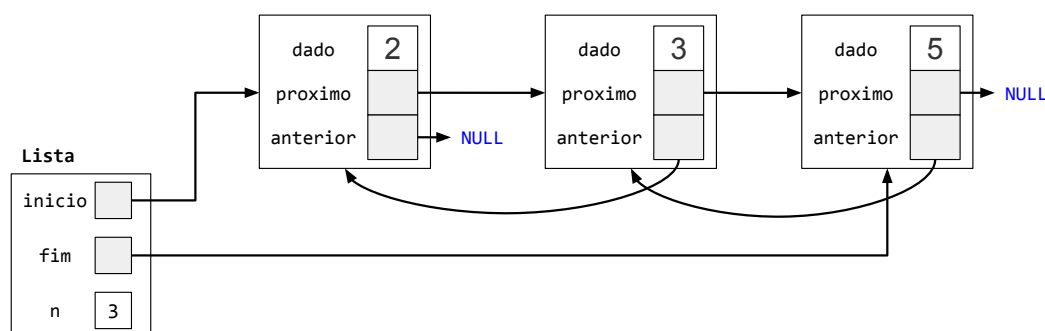 dado 2
proximo
anterior NULL
dado 3
proximo
anterior
dado 5
proximo NULL
anterior
Lista
inicio
fim
n 3